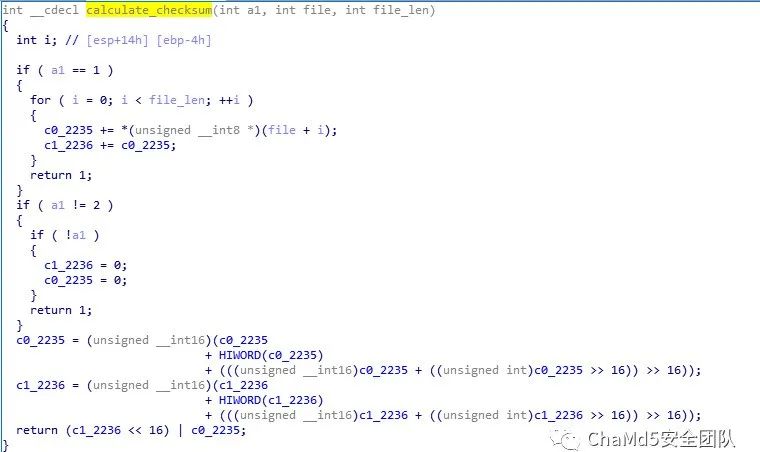 int __cdecl calculate_checksum(int a1, int file, int file_len)
{
  int i; // [esp+14h] [ebp-4h]

  if ( a1 == 1 )
  {
    for ( i = 0; i < file_len; ++i )
    {
      c0_2235 += *(unsigned __int8 *)(file + i);
      c1_2236 += c0_2235;
    }
    return 1;
  }
  if ( a1 != 2 )
  {
    if ( !a1 )
    {
      c1_2236 = 0;
      c0_2235 = 0;
    }
    return 1;
  }
  c0_2235 = (unsigned __int16)(c0_2235
                             + HIWORD(c0_2235)
                             + (((unsigned __int16)c0_2235 + ((unsigned int)c0_2235 >> 16)) >> 16));
  c1_2236 = (unsigned __int16)(c1_2236
                             + HIWORD(c1_2236)
                             + (((unsigned __int16)c1_2236 + ((unsigned int)c1_2236 >> 16)) >> 16));
  return (c1_2236 << 16) | c0_2235;
}
ChaMd5安全团队